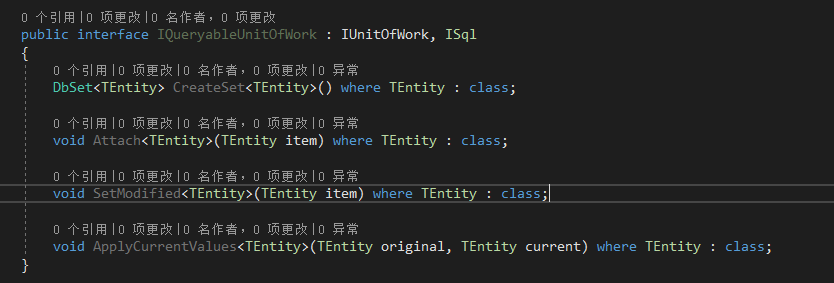 0 个引用|0 项更改|0 名作者，0 项更改
public interface IQueryableUnitOfWork : IUnitOfWork, ISql
{
0 个引用|0 项更改|0 名作者，0 项更改|0 异常
DbSet<TEntity> CreateSet<TEntity>() where TEntity : class;
0 个引用|0 项更改|0 名作者，0 项更改|0 异常
void Attach<TEntity>(TEntity item) where TEntity : class;
0 个引用|0 项更改|0 名作者，0 项更改|0 异常
void SetModified<TEntity>(TEntity item) where TEntity : class;
0 个引用|0 项更改|0 名作者，0 项更改|0 异常
void ApplyCurrentValues<TEntity>(TEntity original, TEntity current) where TEntity : class;
}